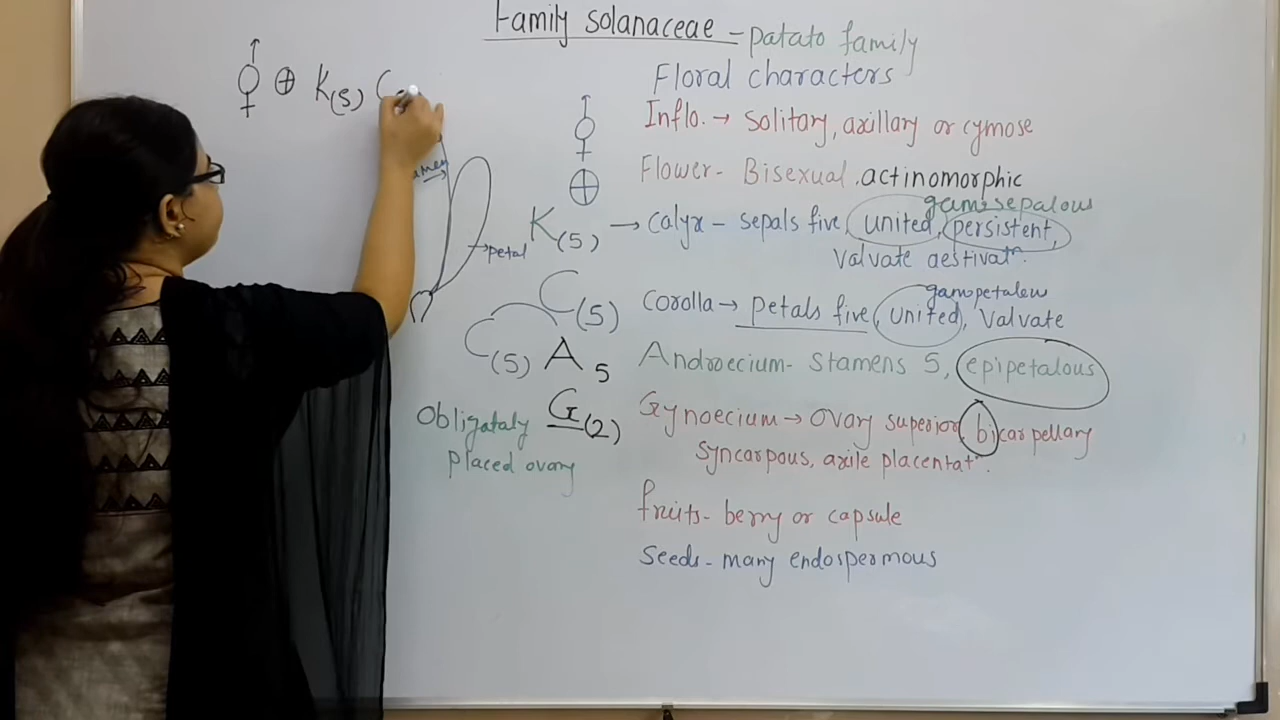 Family solanaceae - patato family
Floral characters
⚥ ⊕ K(5) C
Inflo. → solitary, axillary or cymose
⚥
Flower - Bisexual, actinomorphic
⊕
gamisepalous
K(5) → calyx - sepals five, united, persistent,
valvate aestivatⁿ.
petal
gamopetalew
C(5) Corolla → petals five, united, valvate
C(5) A5 Androecium - stamens 5, epipetalous
Obligataly G(2) Gynoecium → ovary superior, bicarpellary
placed ovary syncarpous, axile placentatⁿ.
fruits - berry or capsule
Seeds - many endospermous